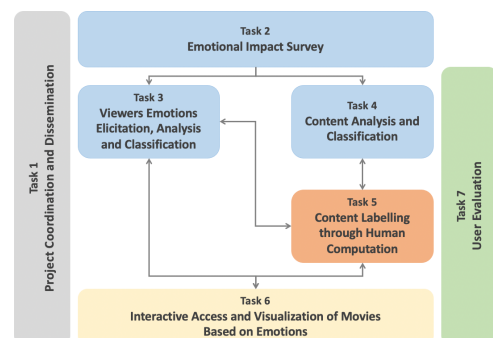 Task 1
Project Coordination and Dissemination
Task 2
Emotional Impact Survey
Task 3
Viewers Emotions
Elicitation, Analysis
and Classification
Task 4
Content Analysis and
Classification
Task 5
Content Labelling
through Human
Computation
Task 6
Interactive Access and Visualization of Movies
Based on Emotions
Task 7
User Evaluation